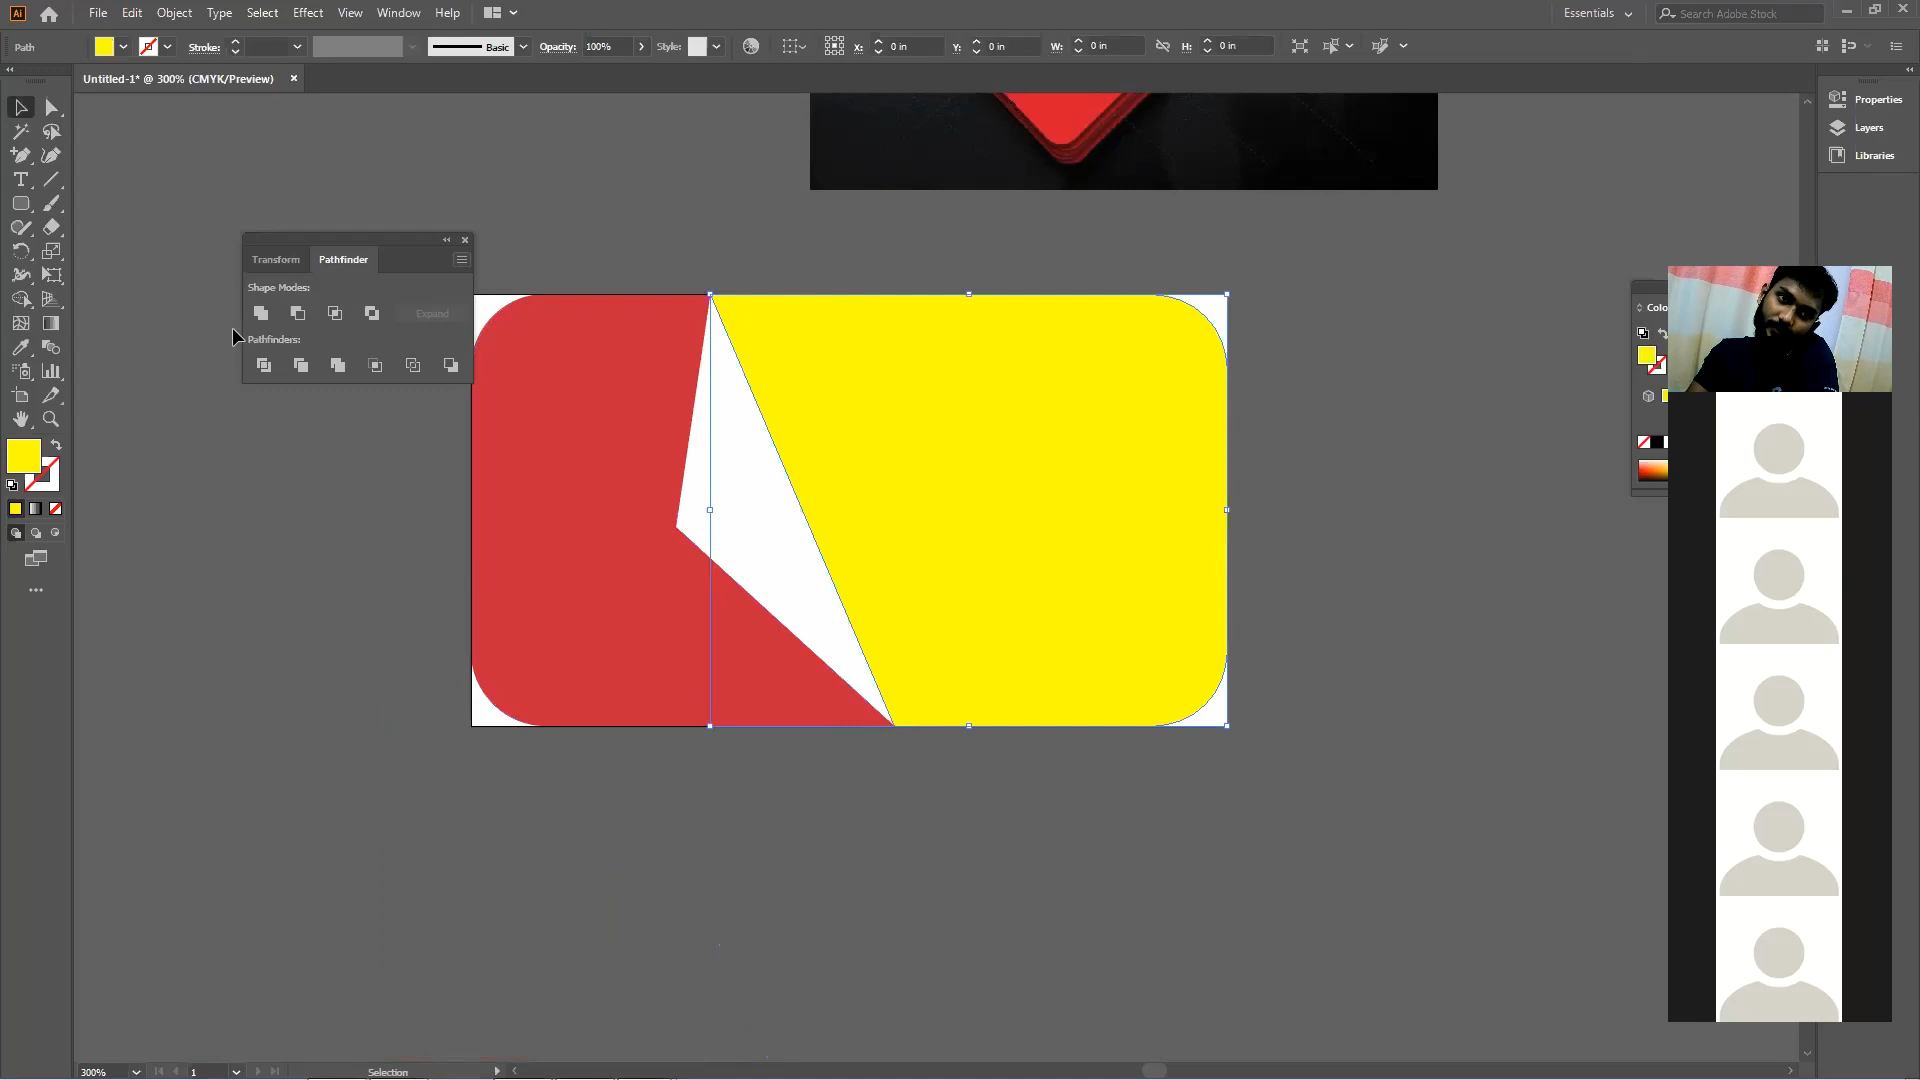 Ai File Edit Object Type Select Effect View Window Help Essentials Search Adobe Stock
Path Stroke: Basic Opacity: 100% Style: X: 0 in Y: 0 in W: 0 in H: 0 in
Untitled-1* @ 300% (CMYK/Preview)
Properties
Layers
Libraries
Transform Pathfinder
Shape Modes:
Expand
Pathfinders:
Colo
300% 1 Selection